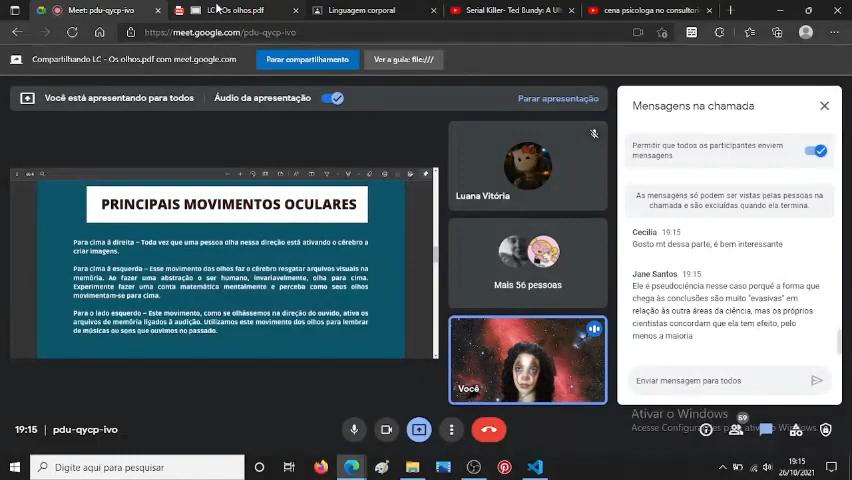 Meet: pdu-qycp-ivo
LC - Os olhos.pdf
Linguagem corporal
Serial Killer- Ted Bundy: A Ult
cena psicologa no consultori
https://meet.google.com/pdu-qycp-ivo
Compartilhando LC - Os olhos.pdf com meet.google.com
Parar compartilhamento
Ver a guia: file:///
Você está apresentando para todos
Áudio da apresentação
Parar apresentação
PRINCIPAIS MOVIMENTOS OCULARES
Para cima à direita – Toda vez que uma pessoa olha nessa direção está ativando o cérebro a
criar imagens.
Para cima à esquerda – Esse movimento dos olhos faz o cérebro resgatar arquivos visuais na
memória. Ao fazer uma abstração o ser humano, invariavelmente, olha para cima.
Experimente fazer uma conta matemática mentalmente e perceba como seus olhos
movimentam-se para cima.
Para o lado esquerdo – Este movimento, como se olhássemos na direção do ouvido, ativa os
arquivos de memória ligados à audição. Utilizamos este movimento dos olhos para lembrar
de músicas ou sons que ouvimos no passado.
Luana Vitória
Mais 56 pessoas
Você
Mensagens na chamada
Permitir que todos os participantes enviem
mensagens
As mensagens só podem ser vistas pelas pessoas na
chamada e são excluídas quando ela termina.
Cecilia 19:15
Gosto mt dessa parte, é bem interessante
Jane Santos 19:15
Ele é pseudociência nesse caso porquê a forma que
chega às conclusões são muito "evasivas" em
relação às outra áreas da ciência, mas os próprios
cientistas concordam que ela tem efeito, pelo
menos a maioria
Enviar mensagem para todos
Ativar o Windows
Acesse Configurações para ativar o Windows.
59
19:15
pdu-qycp-ivo
Digite aqui para pesquisar
19:15
26/10/2021